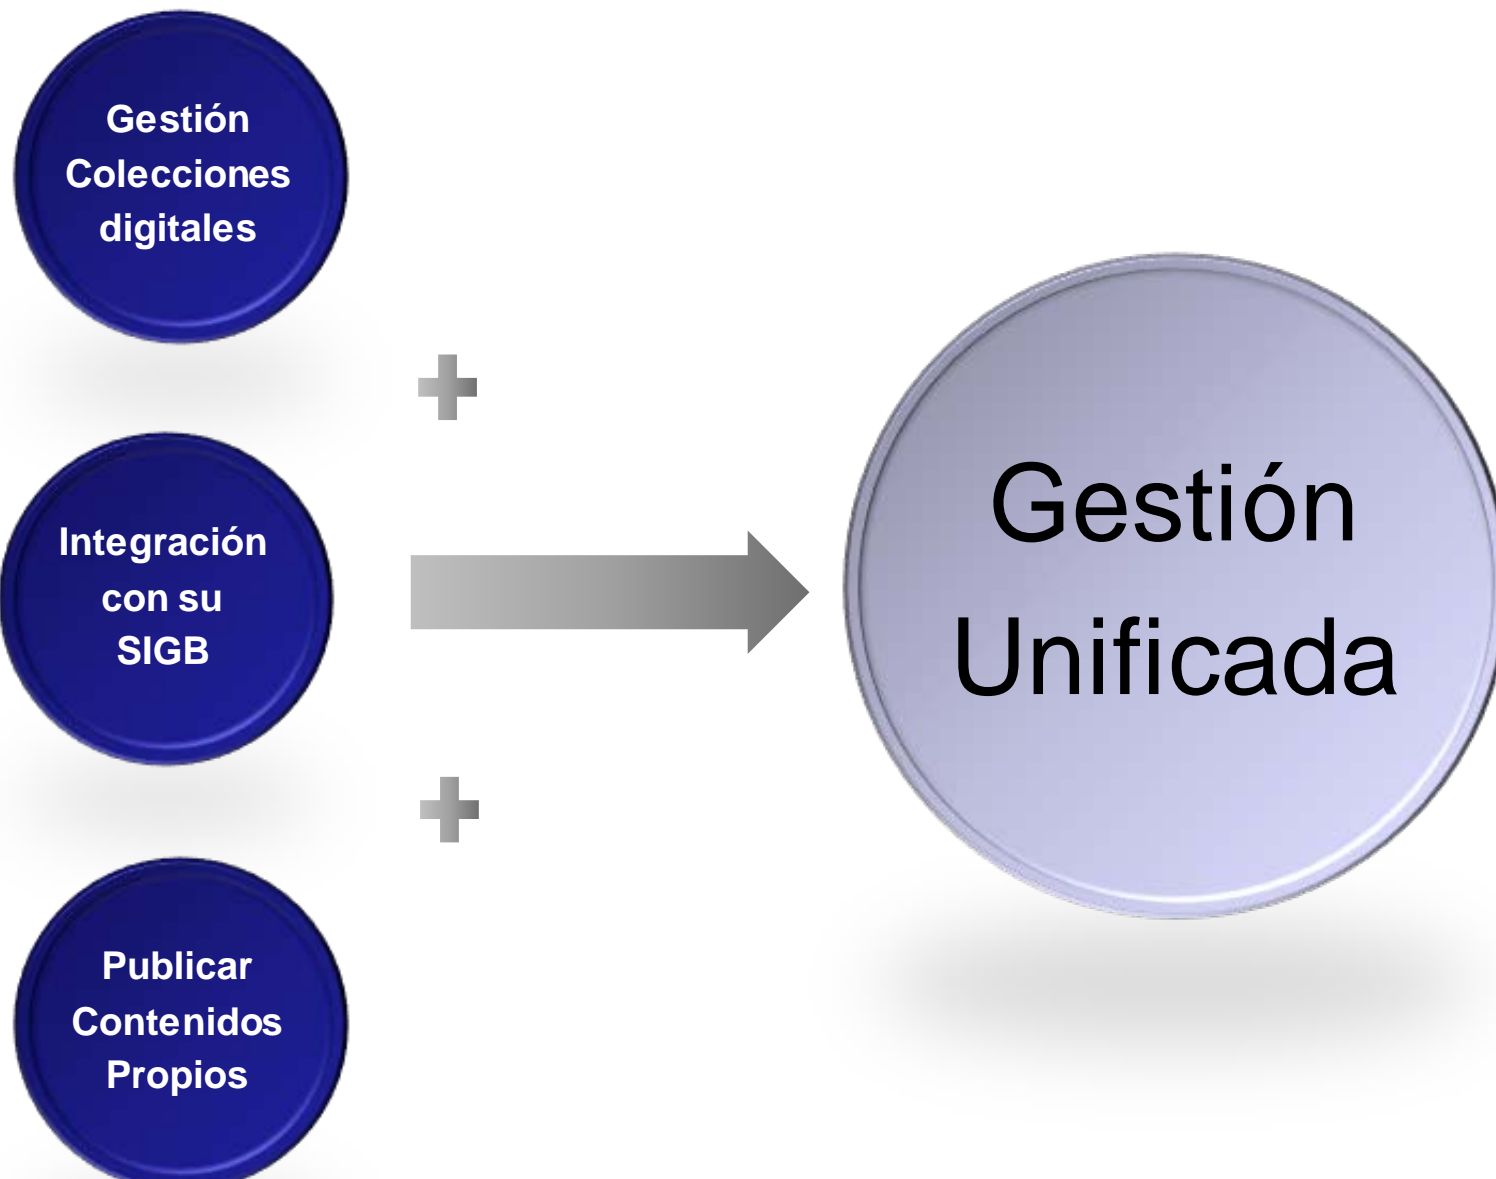 Gestión
Colecciones
digitales
Integración
con su
SIGB
Publicar
Contenidos
Propios
Gestión
Unificada